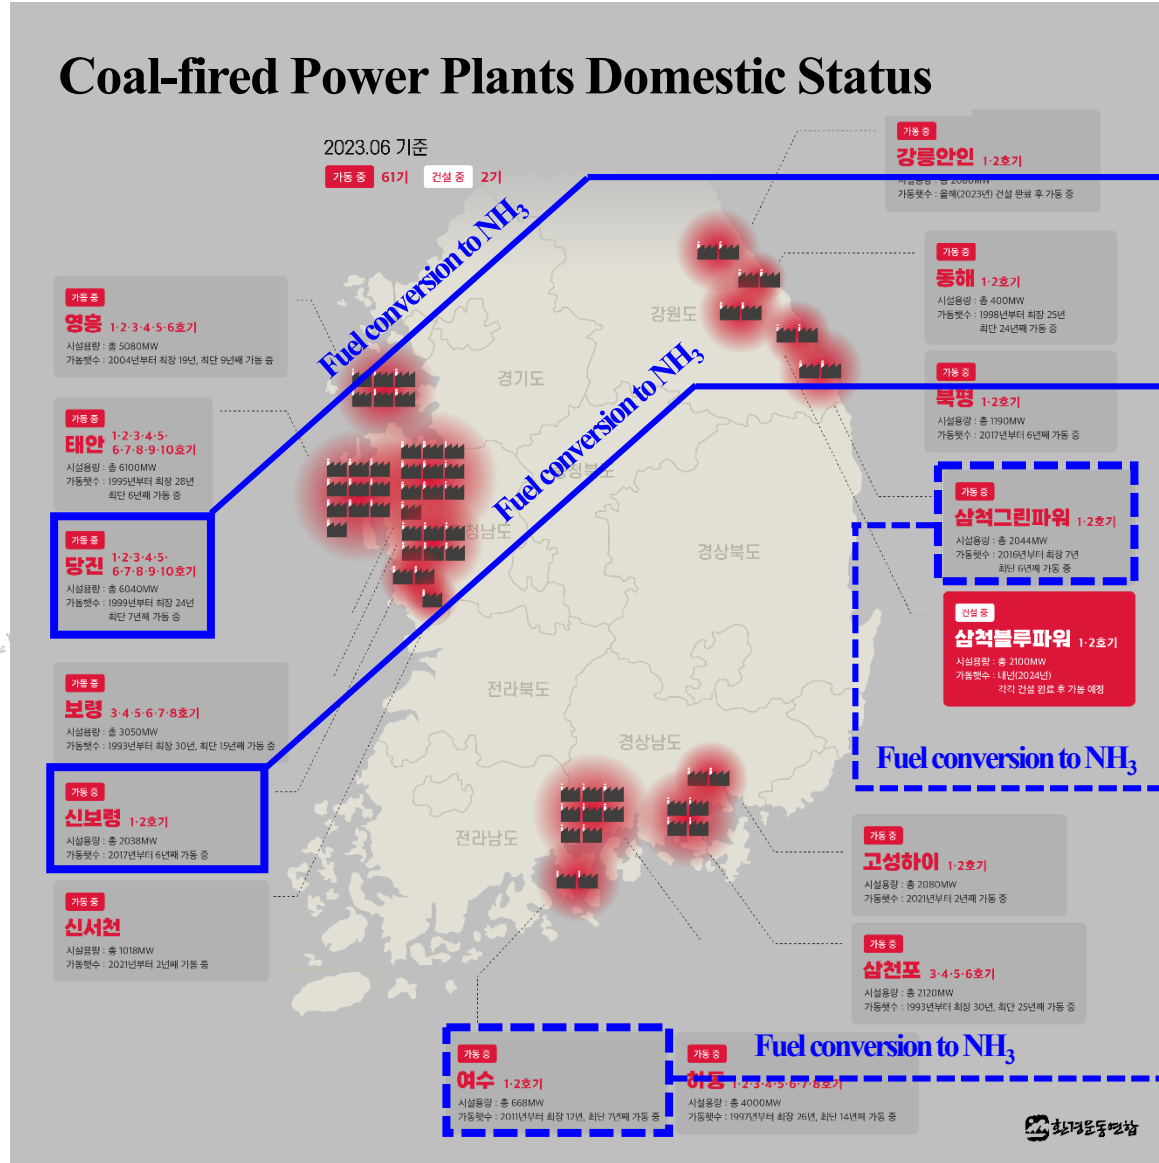 Coal-fired Power Plants Domestic Status
2023.06 기준
가동 중 61기 건설 중 2기
Fuel conversion to NH3
Fuel conversion to NH3
가동 중
영흥 1·2·3·4·5·6호기
시설용량 : 총 5080MW
가동햇수 : 2004년부터 최장 19년, 최단 9년째 가동 중
가동 중
태안 1·2·3·4·5·
6·7·8·9·10호기
시설용량 : 총 6100MW
가동햇수 : 1995년부터 최장 28년
최단 6년째 가동 중
가동 중
당진 1·2·3·4·5·
6·7·8·9·10호기
시설용량 : 총 6040MW
가동햇수 : 1999년부터 최장 24년
최단 7년째 가동 중
가동 중
보령 3·4·5·6·7·8호기
시설용량 : 총 3050MW
가동햇수 : 1993년부터 최장 30년, 최단 15년째 가동 중
가동 중
신보령 1·2호기
시설용량 : 총 2038MW
가동햇수 : 2017년부터 6년째 가동 중
가동 중
신서천
시설용량 : 총 1018MW
가동햇수 : 2021년부터 2년째 가동 중
강원도
경기도
청북도
청남도
경상북도
전라북도
경상남도
전라남도
가동 중
강릉안인 1·2호기
시설용량 : 총 2080MW
가동햇수 : 올해(2023년) 건설 완료 후 가동 중
가동 중
동해 1·2호기
시설용량 : 총 400MW
가동햇수 : 1998년부터 최장 25년
최단 24년째 가동 중
가동 중
북평 1·2호기
시설용량 : 총 1190MW
가동햇수 : 2017년부터 6년째 가동 중
가동 중
삼척그린파워 1·2호기
시설용량 : 총 2044MW
가동햇수 : 2016년부터 최장 7년
최단 6년째 가동 중
건설 중
삼척블루파워 1·2호기
시설용량 : 총 2100MW
가동햇수 : 내년(2024년)
각각 건설 완료 후 가동 예정
Fuel conversion to NH3
가동 중
고성하이 1·2호기
시설용량 : 총 2080MW
가동햇수 : 2021년부터 2년째 가동 중
가동 중
삼천포 3·4·5·6호기
시설용량 : 총 2120MW
가동햇수 : 1993년부터 최장 30년, 최단 25년째 가동 중
가동 중
여수 1·2호기
시설용량 : 총 668MW
가동햇수 : 2011년부터 최장 12년, 최단 7년째 가동 중
Fuel conversion to NH3
가동 중
하동 1·2·3·4·5·6·7·8호기
시설용량 : 총 4000MW
가동햇수 : 1997년부터 최장 26년, 최단 14년째 가동 중
환경운동연합